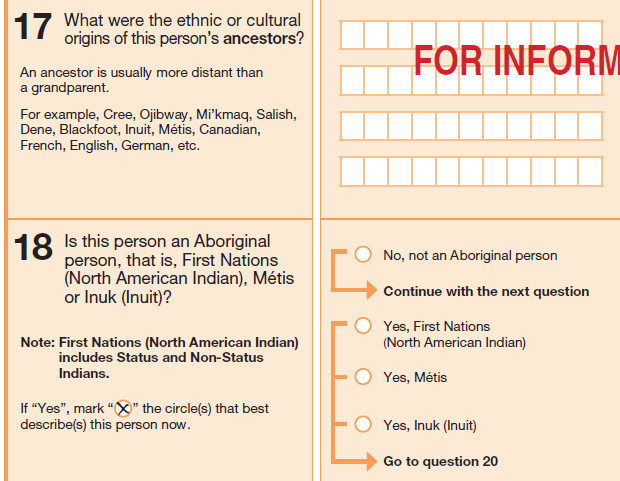 17 What were the ethnic or cultural
origins of this person's ancestors?
An ancestor is usually more distant than
a grandparent.
For example, Cree, Ojibway, Mi'kmaq, Salish,
Dene, Blackfoot, Inuit, Métis, Canadian,
French, English, German, etc.
FOR INFORM
18 Is this person an Aboriginal
person, that is, First Nations
(North American Indian), Métis
or Inuk (Inuit)?
Note: First Nations (North American Indian)
includes Status and Non-Status
Indians.
If “Yes”, mark “X” the circle(s) that best
describe(s) this person now.
No, not an Aboriginal person
Continue with the next question
Yes, First Nations
(North American Indian)
Yes, Métis
Yes, Inuk (Inuit)
Go to question 20